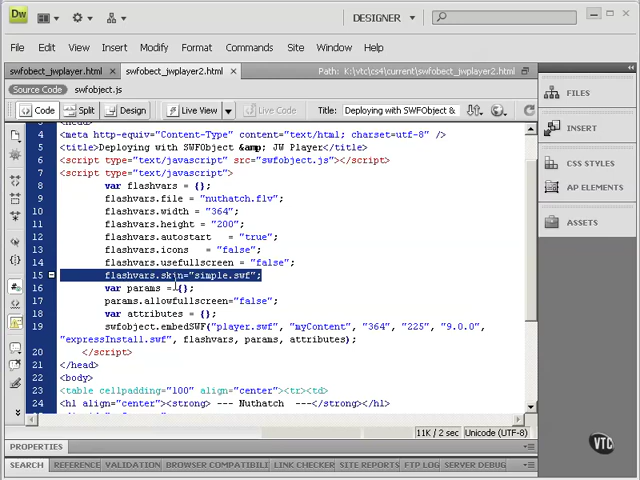 Dw DESIGNER
File Edit View Insert Modify Format Commands Site Window Help
swfobect_jwplayer.html × swfobect_jwplayer2.html × Path: K:\vtc\cs4\current\swfobect_jwplayer2.html
Source Code swfobject.js
Code Split Design Live View Live Code Title: Deploying with SWFObject &
4 <meta http-equiv="Content-Type" content="text/html; charset=utf-8" />
5 <title>Deploying with SWFObject &amp; JW Player</title>
6 <script type="text/javascript" src="swfobject.js"></script>
7 <script type="text/javascript">
8 var flashvars = {};
9 flashvars.file = "nuthatch.flv";
10 flashvars.width = "364";
11 flashvars.height = "200";
12 flashvars.autostart = "true";
13 flashvars.icons = "false";
14 flashvars.usefullscreen = "false";
15 flashvars.skin="simple.swf";
16 var params = {};
17 params.allowfullscreen="false";
18 var attributes = {};
19 swfobject.embedSWF("player.swf", "myContent", "364", "225", "9.0.0",
"expressInstall.swf", flashvars, params, attributes);
20 </script>
21 </head>
22 <body>
23 <table cellpadding="100" align="center"><tr><td>
24 <h1 align="center"><strong> --- Nuthatch ---</strong></h1>
11K / 2 sec Unicode (UTF-8)
PROPERTIES
SEARCH REFERENCE VALIDATION BROWSER COMPATIBILI LINK CHECKER SITE REPORTS FTP LOG SERVER DEBUG
FILES
INSERT
CSS STYLES
AP ELEMENTS
ASSETS
VTC